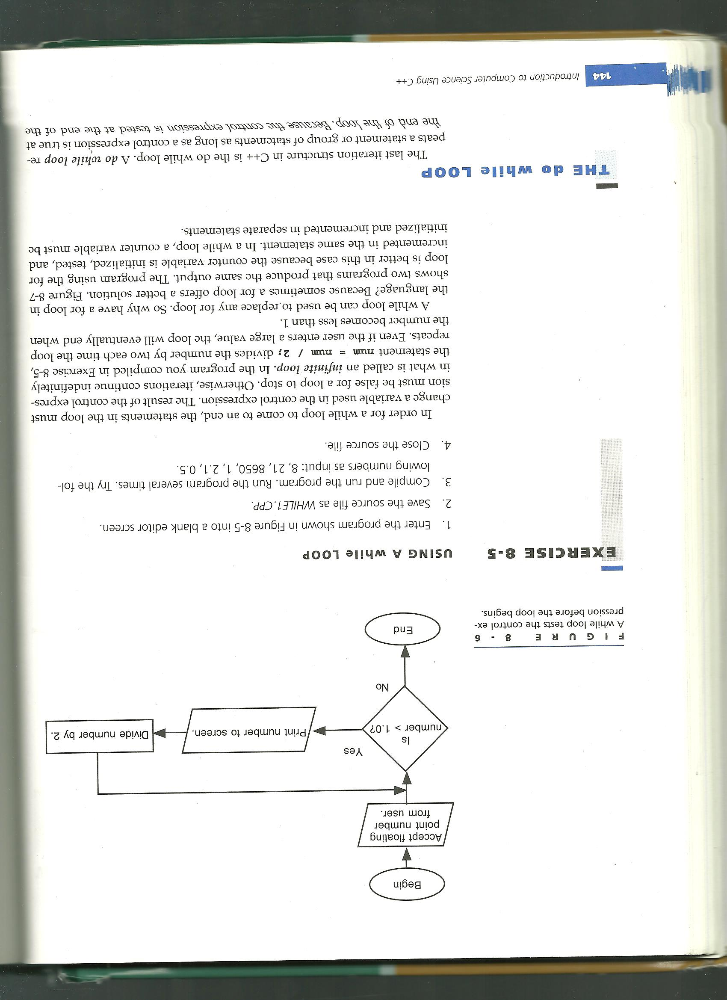 Begin
Accept floating
point number
from user.
Is
number > 1.0?
Yes
Print number to screen.
Divide number by 2.
No
End
F I G U R E 8 - 6
A while loop tests the control ex-
pression before the loop begins.
EXERCISE 8-5 USING A while LOOP
1. Enter the program shown in Figure 8-5 into a blank editor screen.
2. Save the source file as WHILE1.CPP.
3. Compile and run the program. Run the program several times. Try the fol-
lowing numbers as input: 8, 21, 8650, 1, 2.1, 0.5.
4. Close the source file.
In order for a while loop to come to an end, the statements in the loop must
change a variable used in the control expression. The result of the control expres-
sion must be false for a loop to stop. Otherwise, iterations continue indefinitely
in what is called an infinite loop. In the program you compiled in Exercise 8-5,
the statement num = num / 2; divides the number by two each time the loop
repeats. Even if the user enters a large value, the loop will eventually end when
the number becomes less than 1.
A while loop can be used to replace any for loop. So why have a for loop in
the language? Because sometimes a for loop offers a better solution. Figure 8-7
shows two programs that produce the same output. The program using the for
loop is better in this case because the counter variable is initialized, tested, and
incremented in the same statement. In a while loop, a counter variable must be
initialized and incremented in separate statements.
THE do while LOOP
The last iteration structure in C++ is the do while loop. A do while loop re-
peats a statement or group of statements as long as a control expression is true at
the end of the loop. Because the control expression is tested at the end of the
144 Introduction to Computer Science Using C++